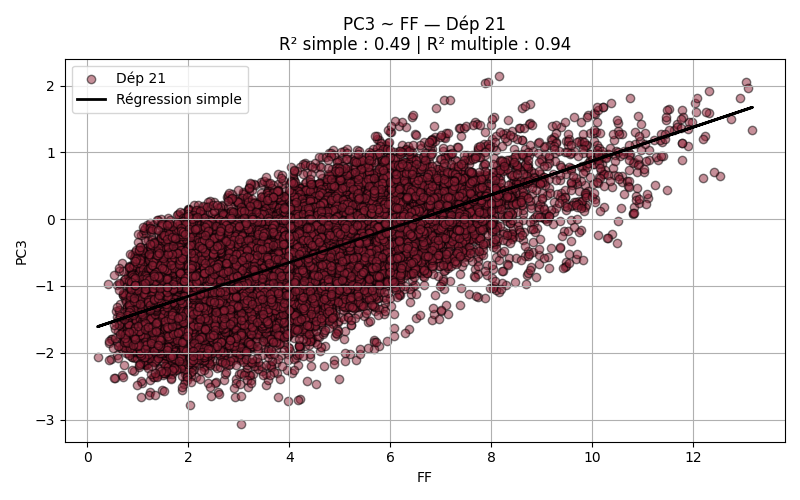 PC3 ~ FF — Dép 21
R² simple : 0.49 | R² multiple : 0.94
Dép 21
Régression simple
2
1
0
−1
−2
−3
PC3
0 2 4 6 8 10 12
FF